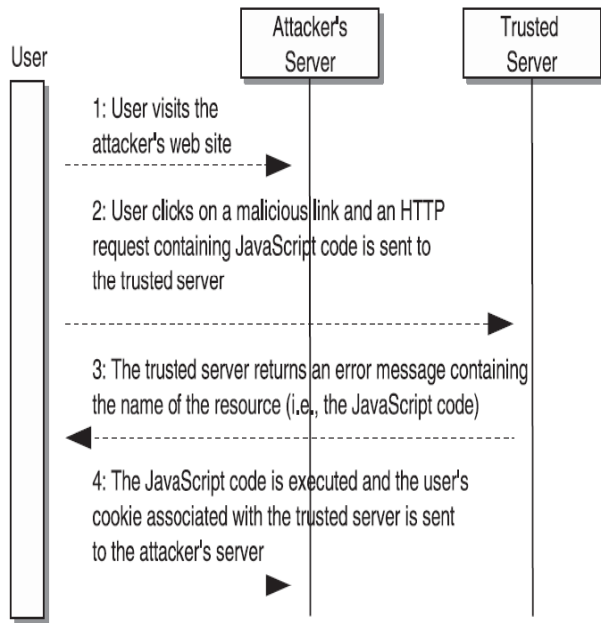 User
Attacker's
Server
Trusted
Server
1: User visits the
attacker's web site
2: User clicks on a malicious link and an HTTP
request containing JavaScript code is sent to
the trusted server
3: The trusted server returns an error message containing
the name of the resource (i.e., the JavaScript code)
4: The JavaScript code is executed and the user's
cookie associated with the trusted server is sent
to the attacker's server